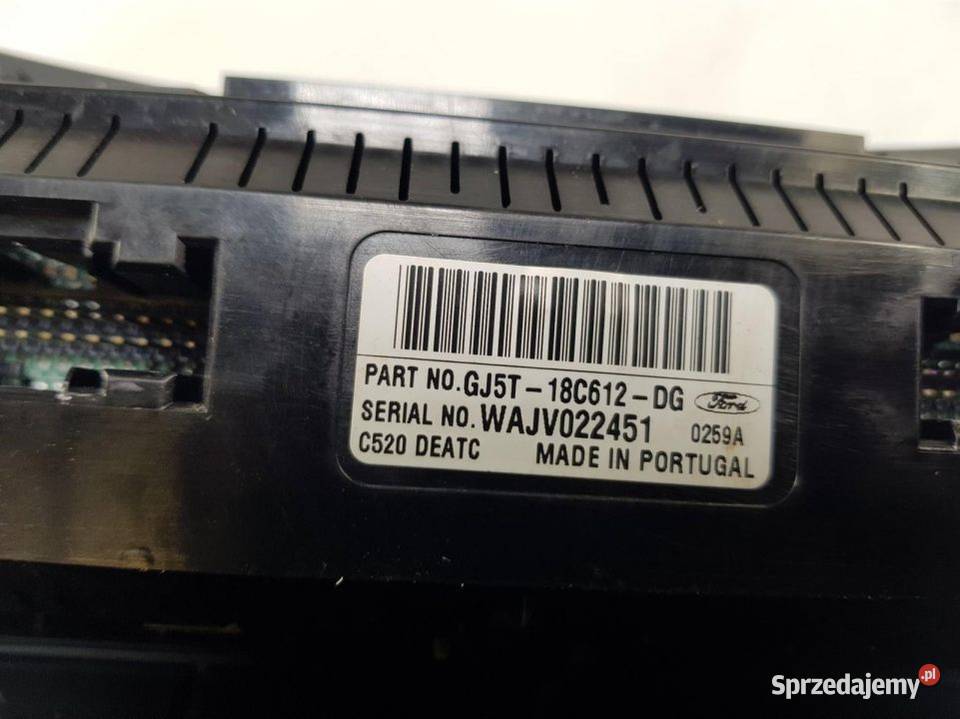 PART NO.GJ5T-18C612-DG Ford
SERIAL NO. WAJV022451 0259A
C520 DEATC MADE IN PORTUGAL
Sprzedajemy.pl